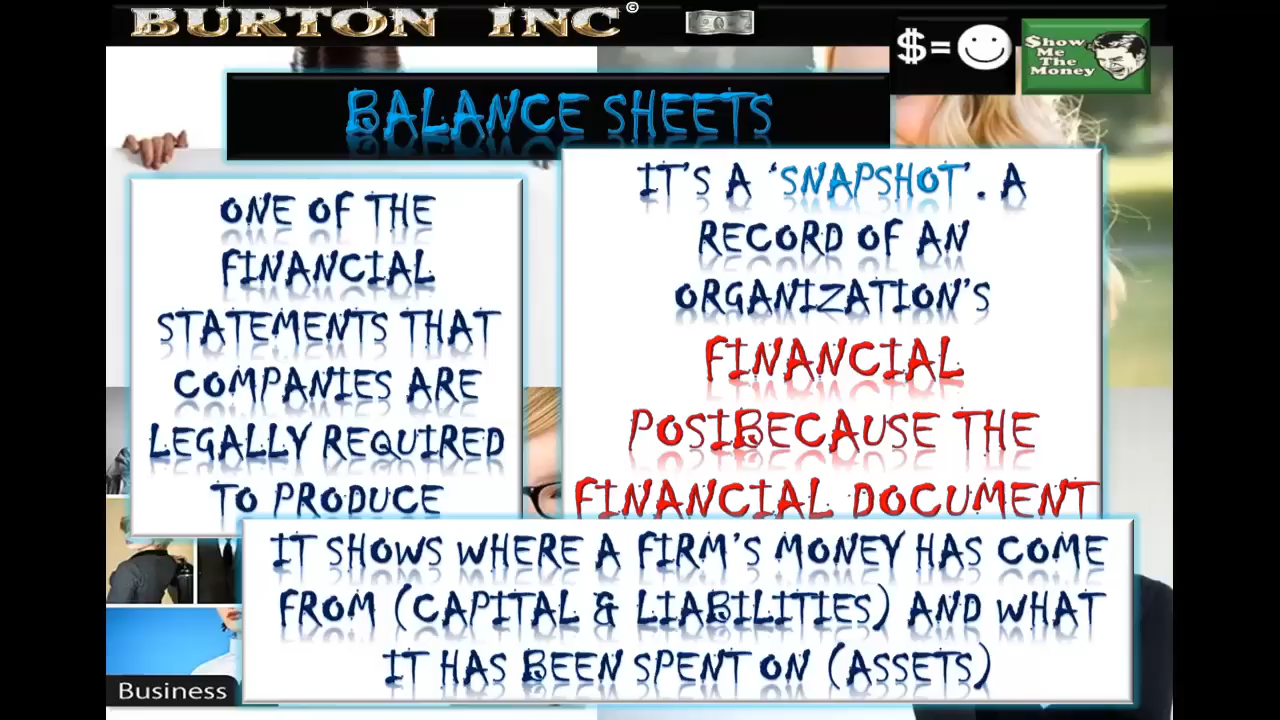 BURTON INC©
$=
Show
Me
The
Money
BALANCE SHEETS
ONE OF THE
FINANCIAL
STATEMENTS THAT
COMPANIES ARE
LEGALLY REQUIRED
TO PRODUCE
IT'S A 'SNAPSHOT'. A
RECORD OF AN
ORGANIZATION'S
FINANCIAL
POSIBECAUSE THE
FINANCIAL DOCUMENT
IT SHOWS WHERE A FIRM'S MONEY HAS COME
FROM (CAPITAL & LIABILITIES) AND WHAT
IT HAS BEEN SPENT ON (ASSETS)
Business